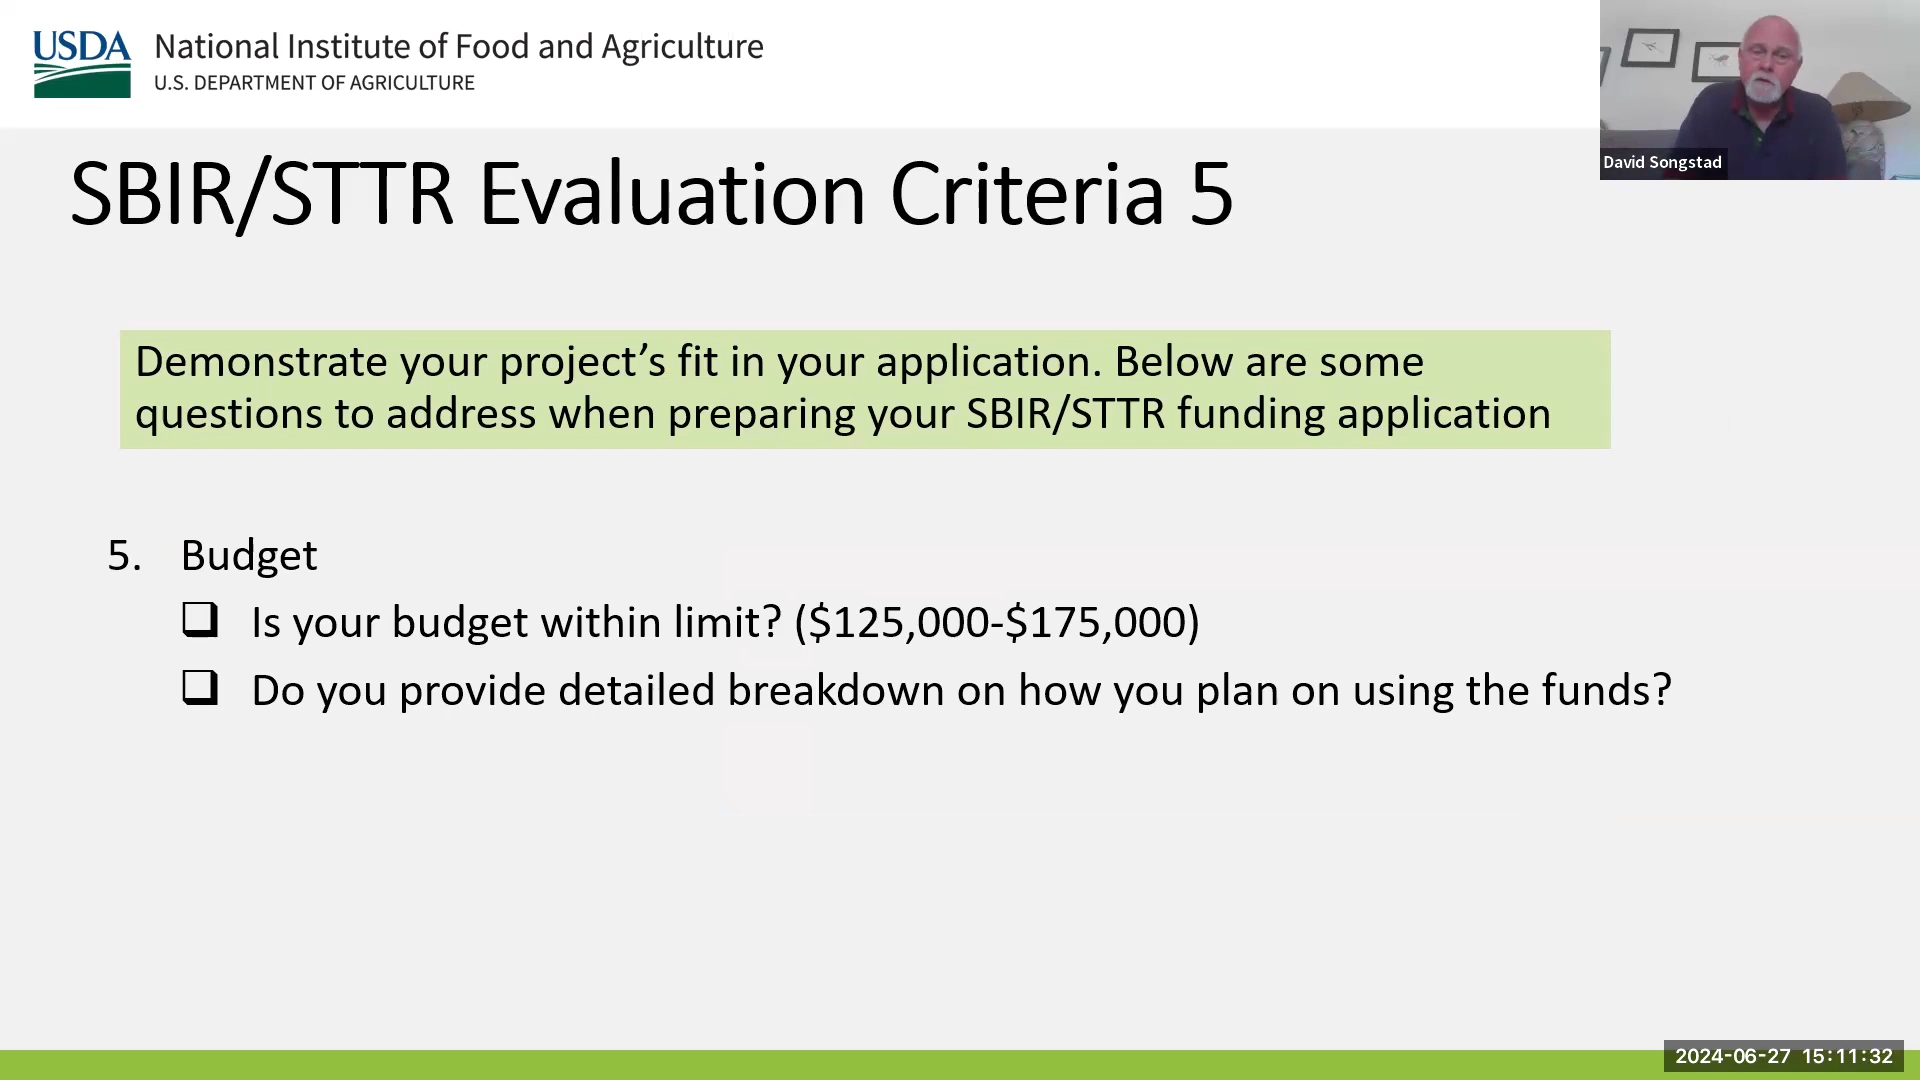 USDA
National Institute of Food and Agriculture
U.S. DEPARTMENT OF AGRICULTURE
David Songstad
SBIR/STTR Evaluation Criteria 5
Demonstrate your project’s fit in your application. Below are some
questions to address when preparing your SBIR/STTR funding application
5. Budget
❑ Is your budget within limit? ($125,000-$175,000)
❑ Do you provide detailed breakdown on how you plan on using the funds?
2024-06-27 15:11:32